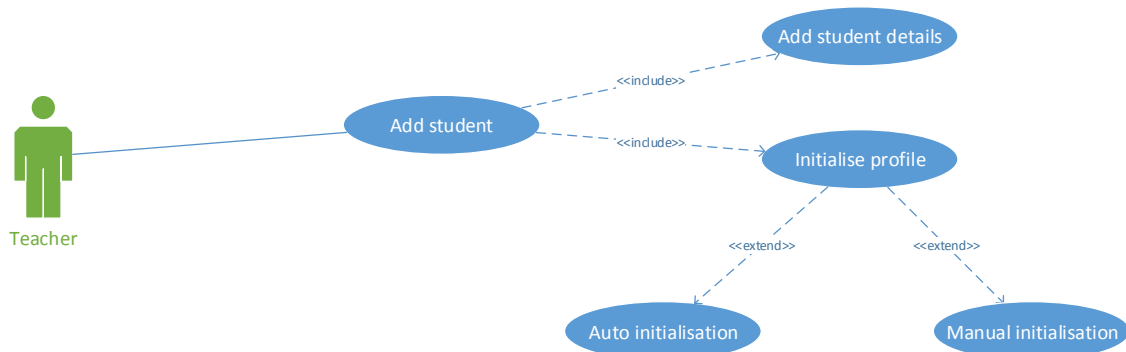 Add student details
<<include>>
Add student
<<include>>
Initialise profile
Teacher
<<extend>>
<<extend>>
Auto initialisation
Manual initialisation